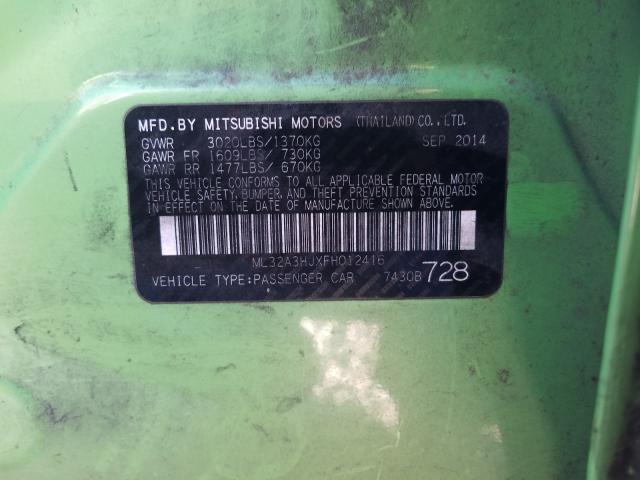 MFD. BY MITSUBISHI MOTORS (THAILAND) CO., LTD.
GVWR 3020LBS/1370KG SEP 2014
GAWR FR 1609LBS/ 730KG
GAWR RR 1477LBS/ 670KG
THIS VEHICLE CONFORMS TO ALL APPLICABLE FEDERAL MOTOR
VEHICLE SAFETY, BUMPER, AND THEFT PREVENTION STANDARDS
IN EFFECT ON THE DATE OF MANUFACTURE SHOWN ABOVE.
ML32A3HJXFH012416
VEHICLE TYPE: PASSENGER CAR 7430B 728